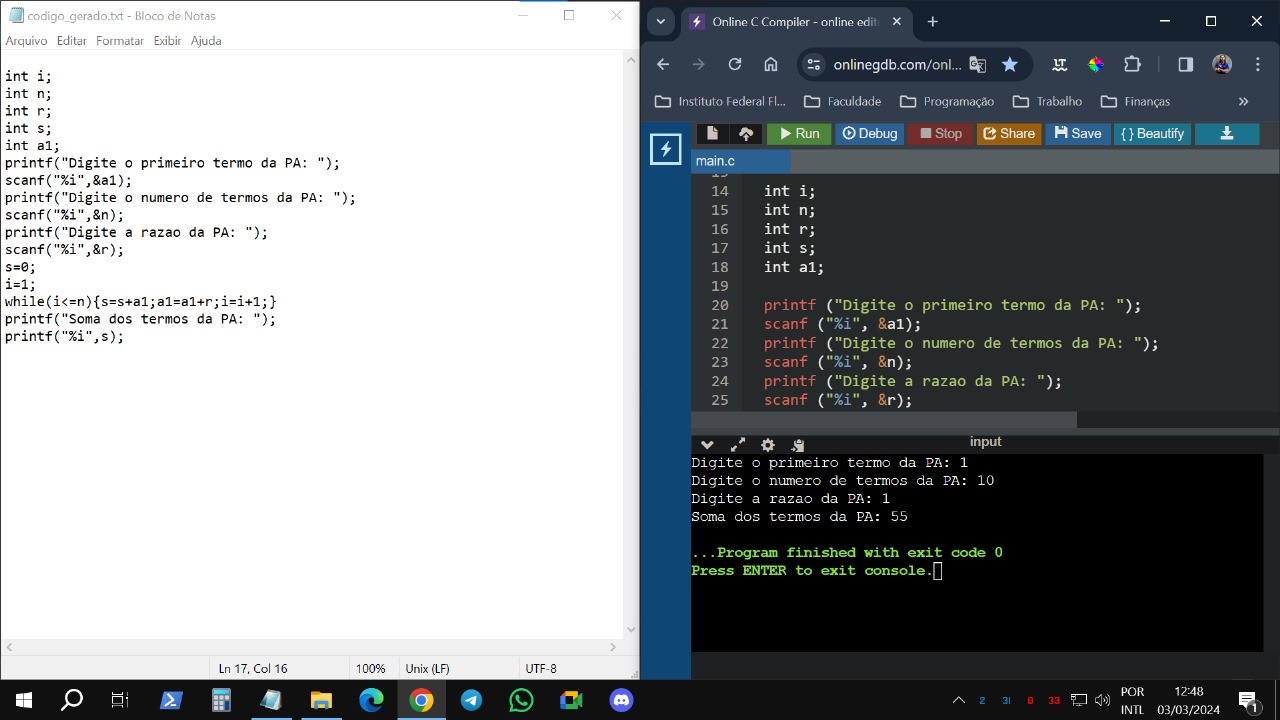 codigo_gerado.txt - Bloco de Notas
Arquivo Editar Formatar Exibir Ajuda
int i;
int n;
int r;
int s;
int a1;
printf("Digite o primeiro termo da PA: ");
scanf("%i",&a1);
printf("Digite o numero de termos da PA: ");
scanf("%i",&n);
printf("Digite a razao da PA: ");
scanf("%i",&r);
s=0;
i=1;
while(i<=n){s=s+a1;a1=a1+r;i=i+1;}
printf("Soma dos termos da PA: ");
printf("%i",s);
Ln 17, Col 16 100% Unix (LF) UTF-8
Online C Compiler - online edit
onlinegdb.com/onl...
Instituto Federal Fl... Faculdade Programação Trabalho Finanças »
Run Debug Stop Share Save { } Beautify
main.c
14 int i;
15 int n;
16 int r;
17 int s;
18 int a1;
19
20 printf ("Digite o primeiro termo da PA: ");
21 scanf ("%i", &a1);
22 printf ("Digite o numero de termos da PA: ");
23 scanf ("%i", &n);
24 printf ("Digite a razao da PA: ");
25 scanf ("%i", &r);
input
Digite o primeiro termo da PA: 1
Digite o numero de termos da PA: 10
Digite a razao da PA: 1
Soma dos termos da PA: 55
...Program finished with exit code 0
Press ENTER to exit console.
2 31 0 33 POR 12:48
INTL 03/03/2024 1